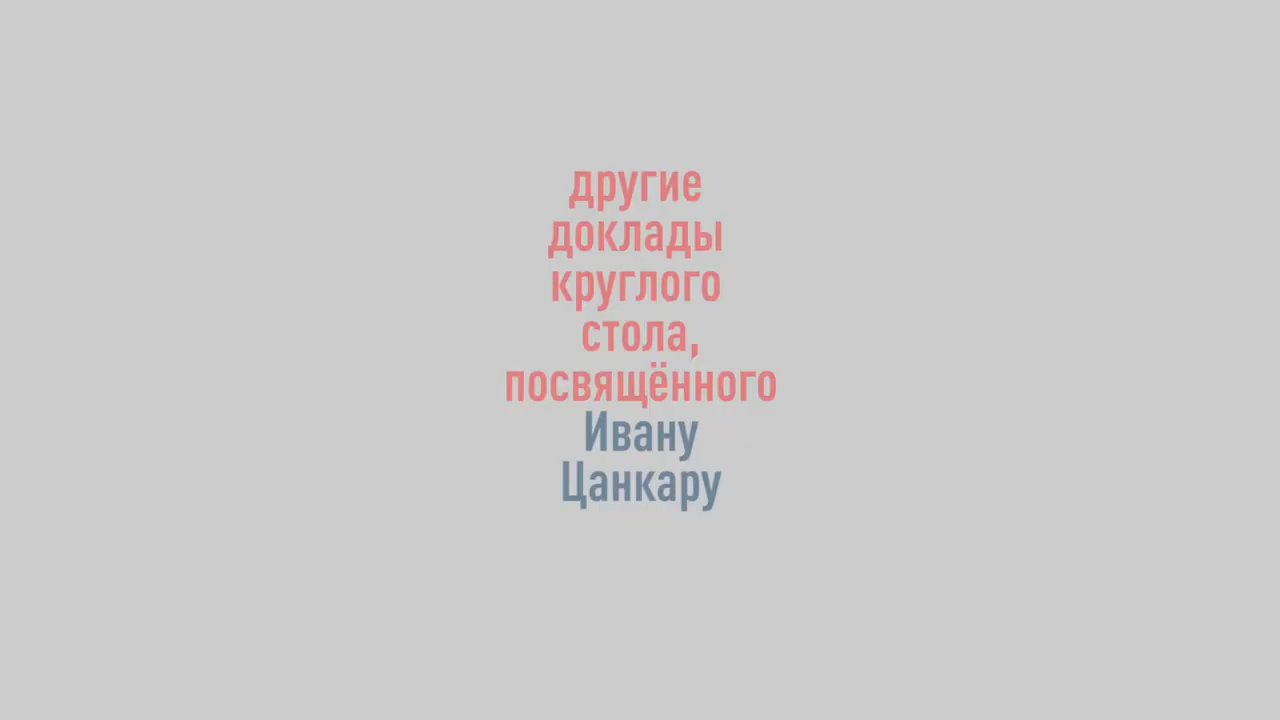 другие
доклады
круглого
стола,
посвящённого
Ивану
Цанкару